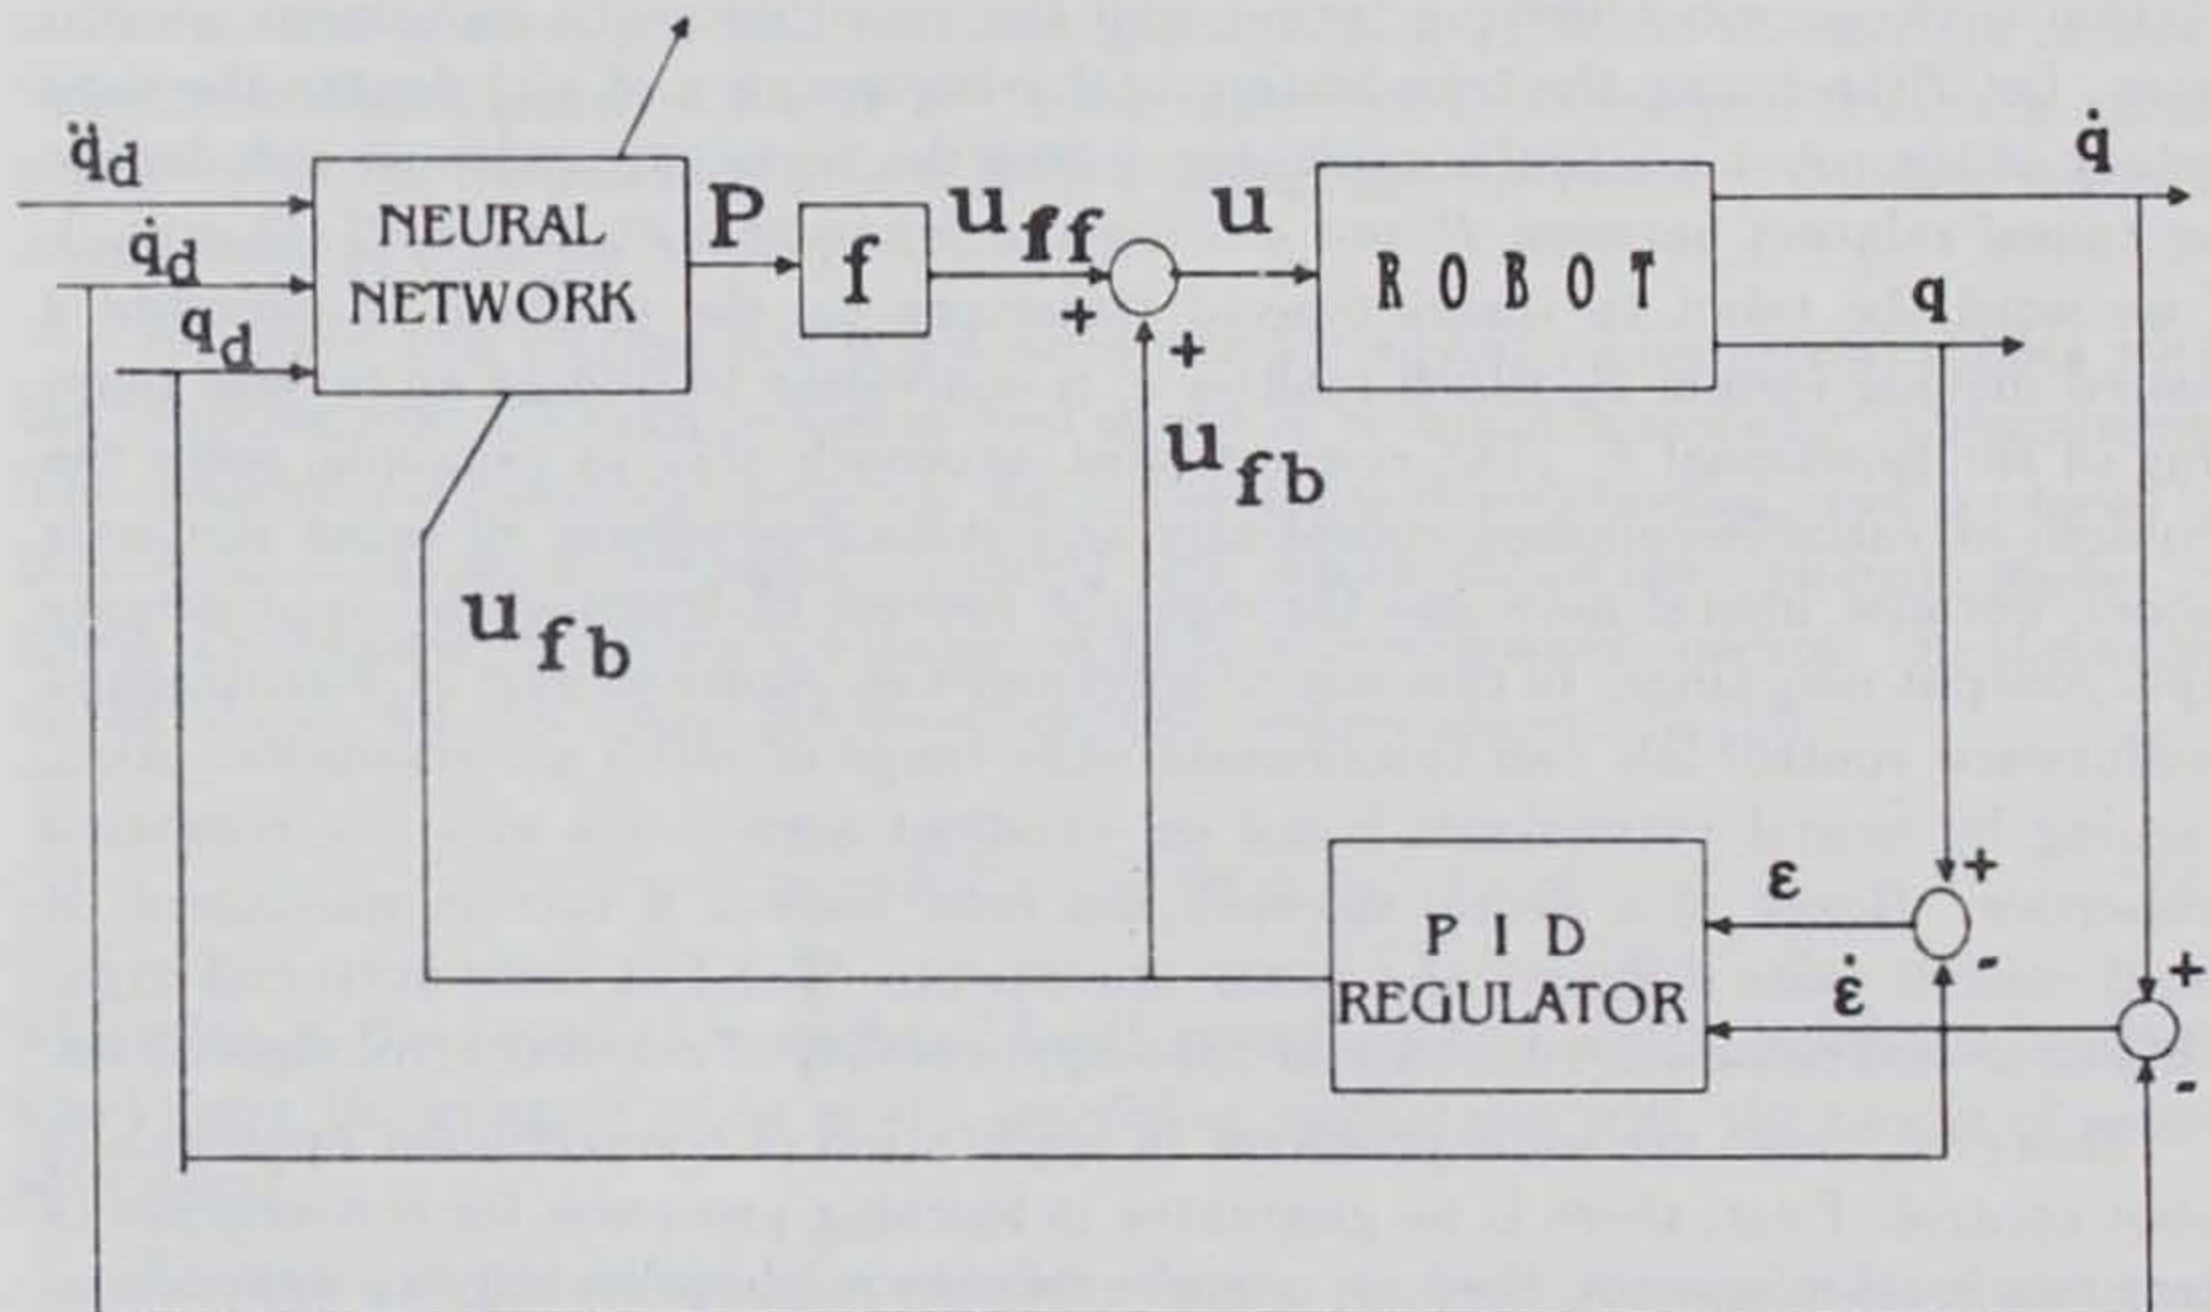 q̈d
q̇d
qd
NEURAL
NETWORK
P
f
uff
+
+
u
ROBOT
q̇
q
ufb
ufb
PID
REGULATOR
ε
ε̇
+
-
+
-